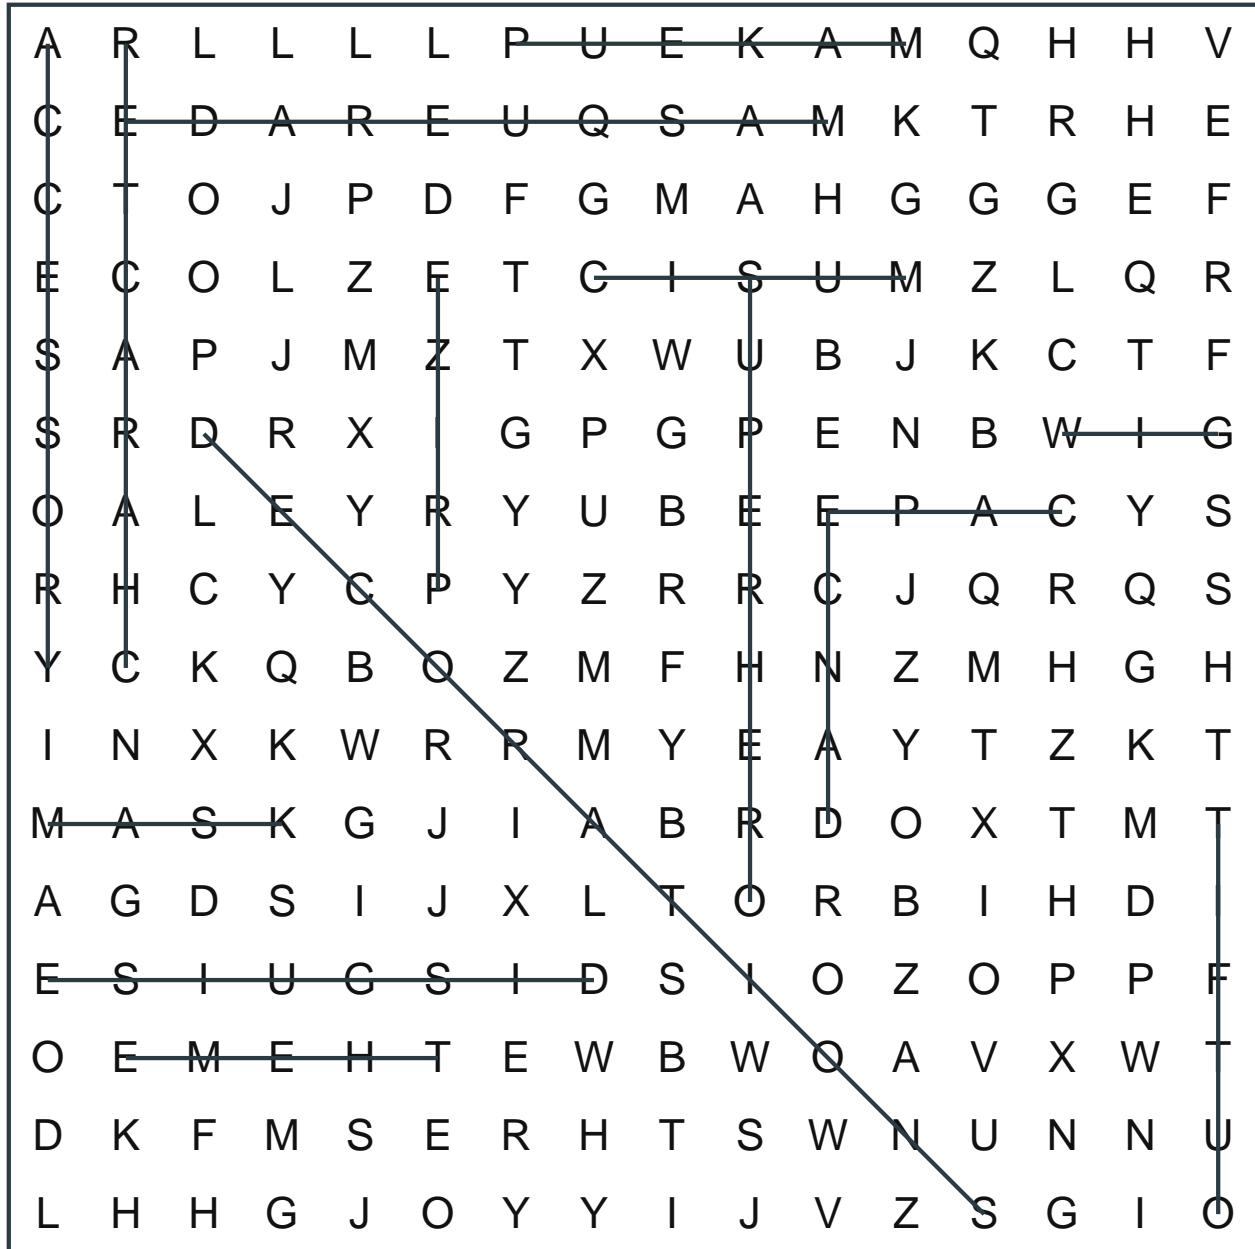 A R L L L L P U E K A M Q H H V
C E D A R E U Q S A M K T R H E
C T O J P D F G M A H G G G E F
E C O L Z E T C I S U M Z L Q R
S A P J M Z T X W U B J K C T F
S R D R X I G P G P E N B W I G
O A L E Y R Y U B E E P A C Y S
R H C Y C P Y Z R R C J Q R Q S
Y C K Q B O Z M F H N Z M H G H
I N X K W R R M Y E A Y T Z K T
M A S K G J I A B R D O X T M T
A G D S I J X L T O R B I H D I
E S I U G S I D S I O Z O P P F
O E M E H T E W B W O A V X W T
D K F M S E R H T S W N U N N U
L H H G J O Y Y I J V Z S G I O